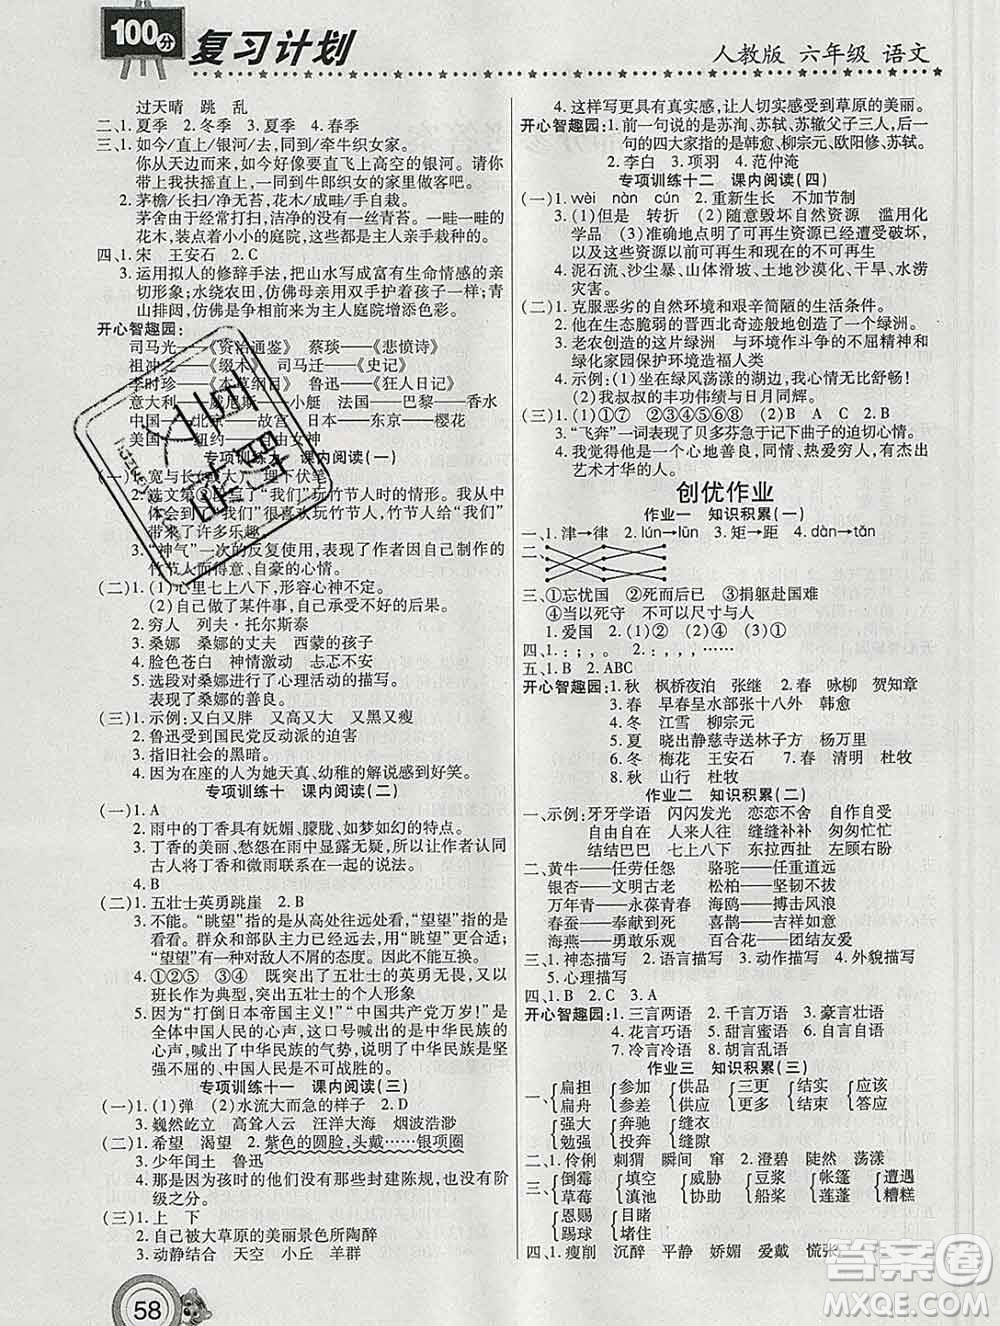 100分 复习计划
人教版 六年级 语文
过天晴 跳 乱
二、1. 夏季 2. 冬季 3. 夏季 4. 春季
三、1. 如今/直上/银河/去/牵牛织女家。
你从天边而来,如今好像要直飞上高空的银河。请
你带我扶摇直上,一同去寻访牛郎织女的家吧!
2. 茅檐/长扫/净无苔,花木/成畦/手自栽。
茅舍常常打扫,洁净的没有一丝青苔。一畦一畦的
花木,装点着小小的庭院,都是主人亲手栽种的。
四、1. 宋 王安石 2. C
3. 运用拟人的修辞手法,把山水写成富有生命情感的亲
切形象;水绕农田,仿佛母亲在展开双臂护着小孩;青
山排闼,仿佛是争相前来为主人庭院增添色彩。
开心智趣园:
司马光——《资治通鉴》 蔡琰——《悲愤诗》
祖冲之——《缀术》 司马迁——《史记》
李时珍——《本草纲目》 鲁迅——《狂人日记》
意大利——威尼斯——小艇 法国——巴黎——香水
中国——北京——故宫 日本——东京——樱花
美国——纽约——自由女神
专项训练九 课内阅读(一)
(一)1. 宽与长(或大) 埋下伏笔
2. 选文第②段写了“我们”玩竹节人时的情形。从中
体会到“我们”很喜欢玩竹节人,竹节人给“我们”
带来了许多乐趣。
3. “神气”一次的反复使用,表现了作者因自己制作的
竹节人而得意、自豪的心情。
(二)1. (1)心里七上八下,形容心神不定。
(2)自己做了某件事,自己承受不好的后果。
2. 穷人 列夫·托尔斯泰
3. 桑娜 桑娜的丈夫 西蒙的孩子
4. 脸色苍白 神情激动 忐忑不安
5. 选段对桑娜进行了心理活动的描写。
表现了桑娜的善良。
(三)1. 示例:又白又胖 又高又大 又黑又瘦
2. 鲁迅受到国民党反动派的迫害
3. 指旧社会的黑暗。
4. 因为在座的人为她天真、幼稚的解说感到好笑。
专项训练十 课内阅读(二)
(一)1. A
2. 雨中的丁香有妩媚、朦胧、如梦如幻的特点。
3. 丁香的美丽、愁怨在雨中显露无疑,所以让作者认同
古人将丁香和微雨联系在一起的说法。
4. B
(二)1. 五壮士英勇跳崖 2. B
3. 不能。“眺望”指的是从高处往远处看,“望望”指的是
看看。群众和部队主力已经安全转移,他们很欣慰,
“望望”有一种对敌人不屑的态度。因此不能互换。
4. ①②⑤ ③④ 既突出了五壮士的英勇无畏,又以
班长作为典型,突出壮士的个人形象
5. 因为“打倒日本帝国主义!”“中国共产党万岁!”是
全体中国人民的心声,他们喊出了中国人民共同的
心声,喊出了中华民族的气势,说明了中华民族的坚
强不屈,中国人民是不可战胜的。
专项训练十一 课内阅读(三)
(一)1. (1)弹 (2)水流大而急的样子 2. D
3. 巍然屹立 高耸入云 汪洋大海 烟波浩渺
(二)1. 希望 渴望 2. 紫色的圆脸,头戴……银项圈
3. 少年闰土 鲁迅
4. 那是因为孩时的他们没有那些封建陈规,也没有阶
级之分。
(三)1. 上 下
2. 自己被大草原的美丽景色所陶醉
3. 动静结合 天空 小丘 羊群
58
4. 这样写更具有真实感,让人切实感受到草原的美丽。
开心智趣园:1. 前一句说的是苏洵、苏轼、苏辙父子三人,后一
句的四大家指的是韩愈、柳宗元、欧阳修、苏轼。
2. 李白 3. 项羽 4. 范仲淹
专项训练十二 课内阅读(四)
(一)1. wèi nàn cún 2. 重新生长 不加节制
3. (1)但是 转折 (2)随意毁坏自然资源 滥用化
学品 (3)准确地点明了可再生资源已经遭受破坏,以
及后来的不可再生和所存在的不可再生
4. 泥石流、沙尘暴、山体滑坡、土地沙漠化、干旱、水灾、
灾害。
(二)1. 克服恶劣的自然环境和艰辛简陋的生活条件。
2. 他在生态脆弱的晋西北奇迹般地创造了一个绿洲。
3. 老农创造的这片绿洲 与环境作斗争的不屈精神和
绿化家园保护环境造福人类
4. 示例:(1)坐在绿风荡漾的湖边,我心里无比舒畅!
(2)我叔叔的丰功伟绩与日月同辉。
(三)1. (1)①⑦ (2)②③④⑤⑥⑧ 2. (1)B A C (2)B
3. “飞奔”一词表现了贝多芬急于记下曲子的激动心情。
4. 我觉得他是一个心地善良、同情、热爱穷人,有杰出
艺术才华的人。
创优作业
作业一 知识积累(一)
一、1. 津→律 2. lún→lūn 3. 矩→距 4. dàn→tǎn
二、
三、①忘忧国 ②死而后已 ③捐躯赴国难
④当以死守 不可以尺寸与人
1. 爱国 2. (1)①② (2)④ (3)①
四、1. : , , 。 2. : : , , ……
五、1. B 2. ABC
开心智趣园:1. 秋 枫桥夜泊 张继 2. 春 咏柳 贺知章
3. 春 早春呈水部张十八外 韩愈
4. 冬 江雪 柳宗元
5. 夏 晓出静慈寺送林子方 杨万里
6. 冬 梅花 王安石 7. 春 清明 杜牧
8. 秋 山行 杜牧
作业二 知识积累(二)
一、示例:牙牙学语 闪闪发光 恋恋不舍 自作自受
自由自在 人来人往 缝缝补补 匆匆忙忙
结结巴巴 七上八下 东拉西扯 左顾右盼
二、黄牛——任劳任怨 骆驼——任重道远
银杏——文明古老 松柏——坚韧不拔
万年青——永葆青春 海鸥——搏击风浪
春蚕——奉献到死 喜鹊——吉祥如意
海燕——勇敢乐观 百合花——白头偕老
三、1. 神态描写 2. 语言描写 3. 动作描写 4. 外貌描写
5. 心理描写
四、1. B 2. C 3. A
开心智趣园:1. 三言两语 2. 千言万语 3. 豪言壮语
4. 花言巧语 5. 甜言蜜语 6. 自言自语
7. 冷言冷语 8. 胡言乱语
作业三 知识积累(三)
一、扁担 参加 供品 三更 结实 应该
扁舟 参差 供应 更多 结束 答应
强大 奔驰 缝衣
勉强 投奔 缝隙
二、1. 伶俐 刺猬 瞬间 窜 2. 澄碧 陡然 荡漾
三、倒霉 填空 威胁 豆浆 帐篷 遭遇
草莓 滇池 协助 船桨 莲蓬 糟糕
恩赐 目睹
踢球 堵住
四、1. 瘦削 沉醉 平静 娇媚 爱戴 慌张
答案圈
MXQE.COM